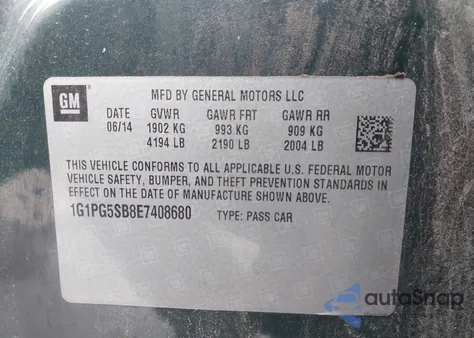 MFD BY GENERAL MOTORS LLC
GM
DATE GVWR GAWR FRT GAWR RR
06/14 1902 KG 993 KG 909 KG
4194 LB 2190 LB 2004 LB
THIS VEHICLE CONFORMS TO ALL APPLICABLE U.S. FEDERAL MOTOR
VEHICLE SAFETY, BUMPER, AND THEFT PREVENTION STANDARDS IN
EFFECT ON THE DATE OF MANUFACTURE SHOWN ABOVE.
1G1PG5SB8E7408680 TYPE: PASS CAR
autoSnap